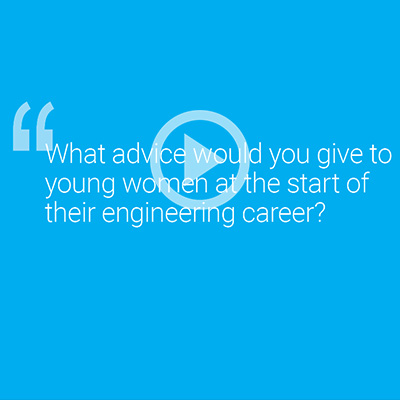 “
What advice would you give to
young women at the start of
their engineering career?